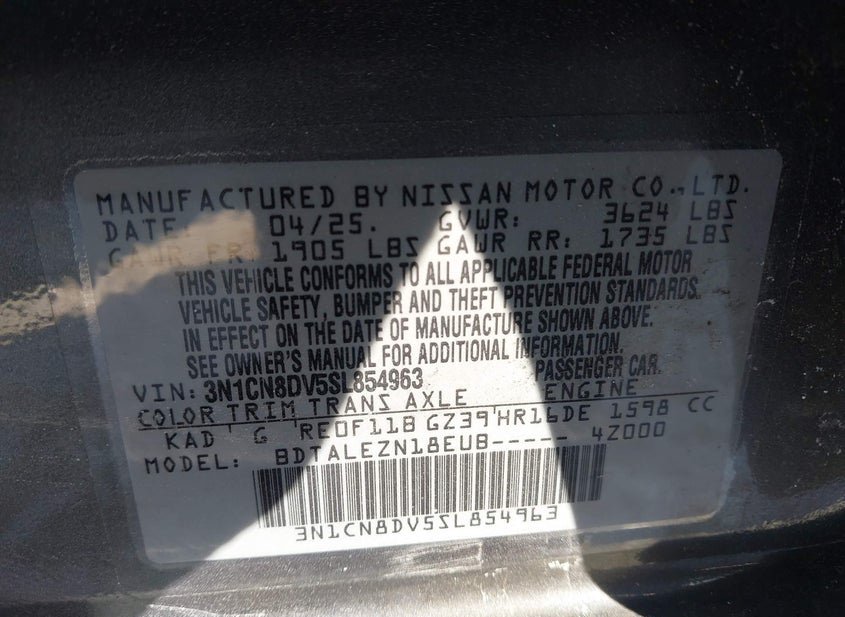 MANUFACTURED BY NISSAN MOTOR CO., LTD.
DATE: 04/25. GVWR: 3624 LBS
GAWR FR: 1905 LBS GAWR RR: 1735 LBS
THIS VEHICLE CONFORMS TO ALL APPLICABLE FEDERAL MOTOR
VEHICLE SAFETY, BUMPER AND THEFT PREVENTION STANDARDS
IN EFFECT ON THE DATE OF MANUFACTURE SHOWN ABOVE.
SEE OWNER'S MANUAL FOR ADDITIONAL INFORMATION.
VIN: 3N1CN8DV5SL854963 PASSENGER CAR.
COLOR TRIM TRANS AXLE ENGINE
KAD G RE0F11B GZ39 HR16DE 1598 CC
MODEL: BDTALEZN18EUB----- 4Z000
3N1CN8DV5SL854963